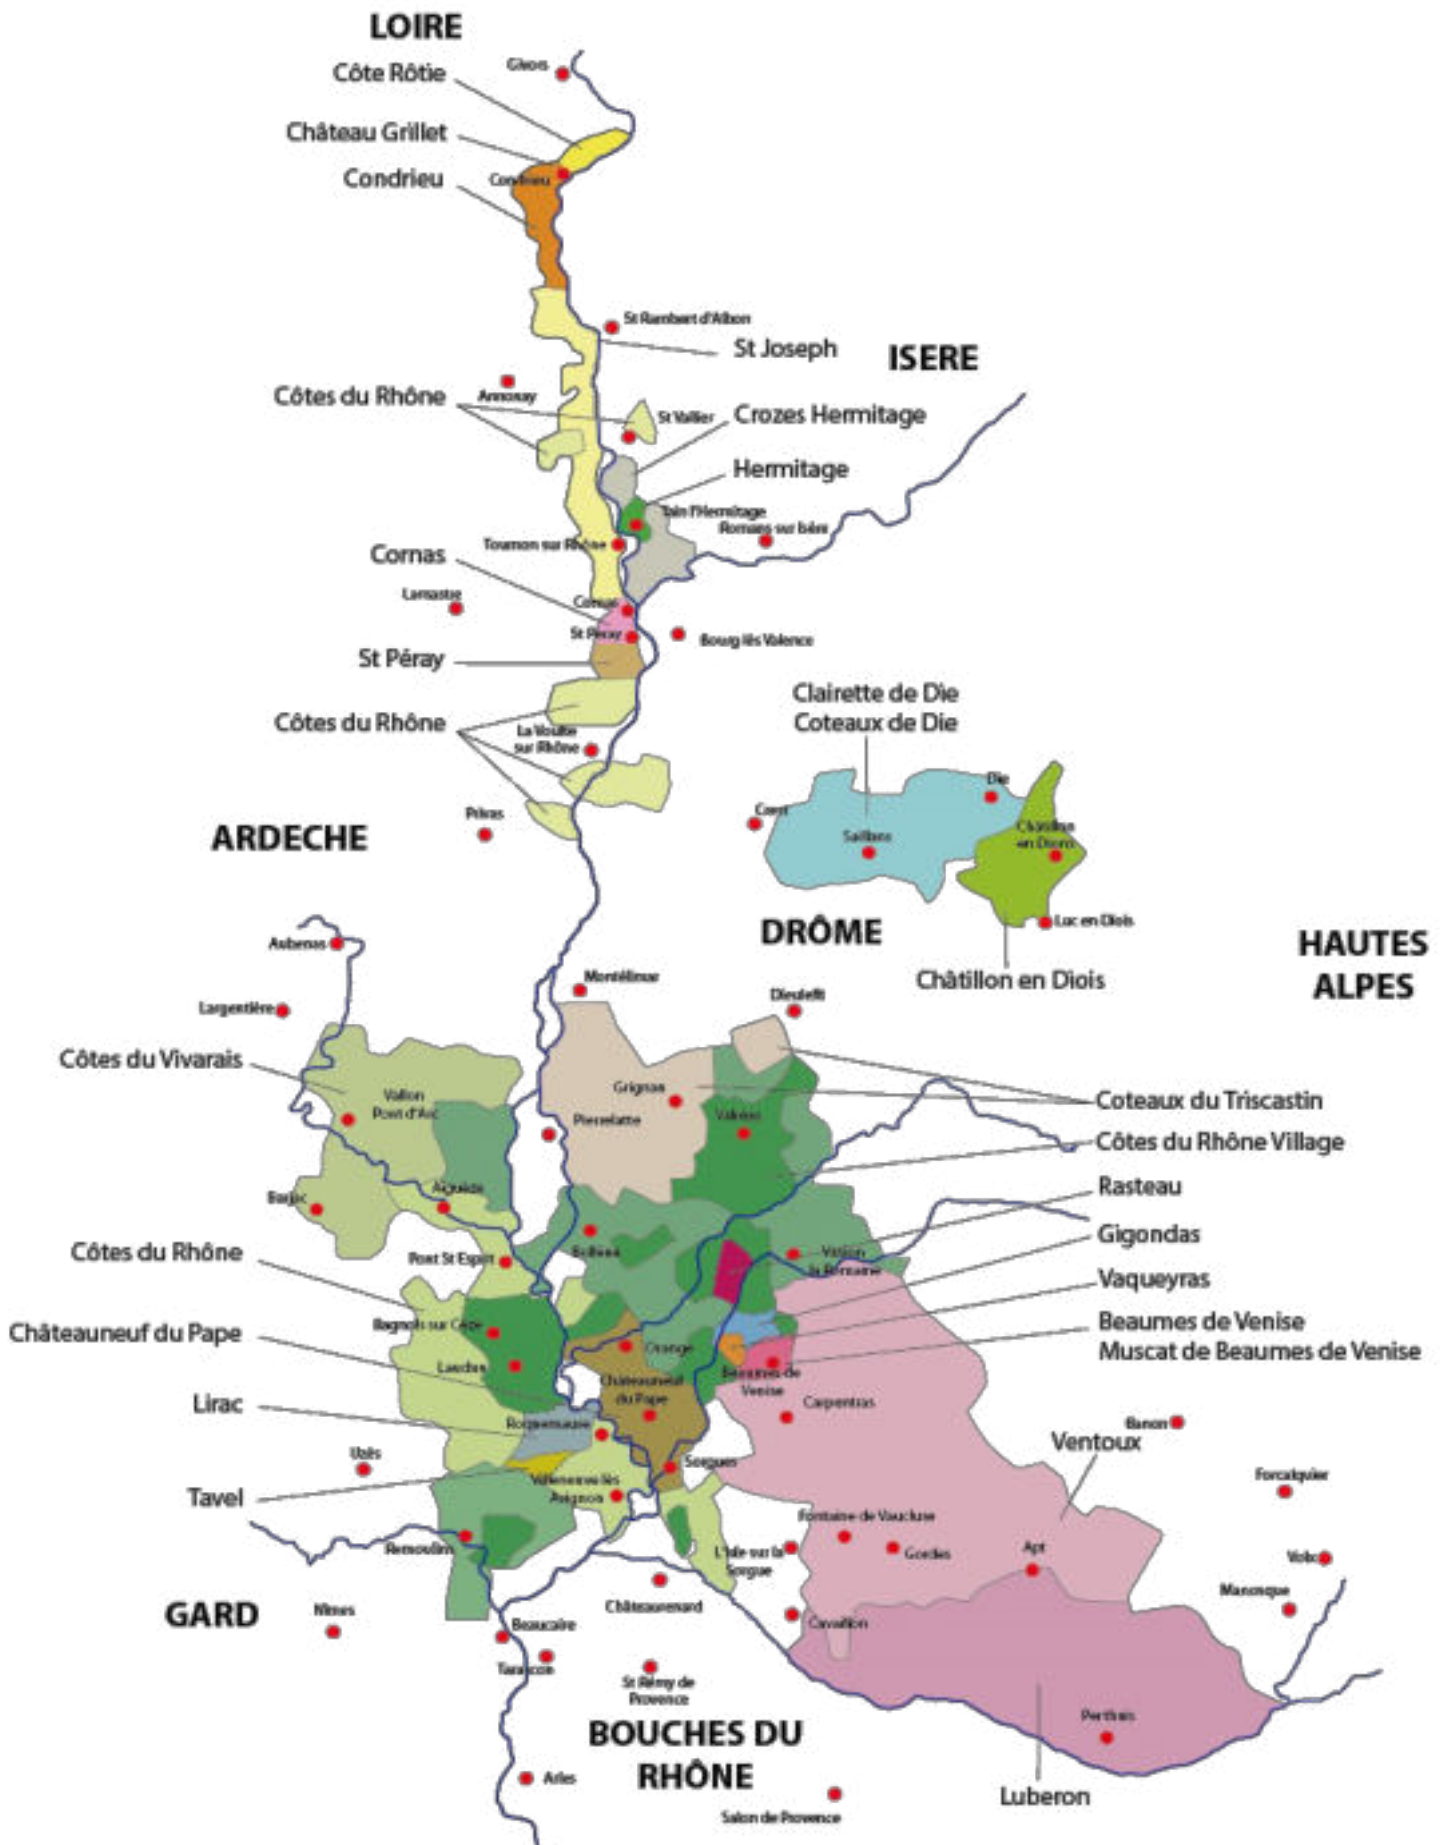 LOIRE
Givors
Côte Rôtie
Château Grillet
Condrieu
Condrieu
St Rambert d'Albon
St Joseph
ISERE
Côtes du Rhône
Annonay
St Vallier
Crozes Hermitage
Hermitage
Tain l'Hermitage
Romans sur Isère
Tournon sur Rhône
Cornas
Lamastre
Cornas
St Péray
Bourg lès Valence
St Péray
Clairette de Die
Coteaux de Die
Côtes du Rhône
La Voulte
sur Rhône
Die
Crest
Privas
ARDECHE
Saillans
Châtillon
en Diois
Luc en Diois
DRÔME
HAUTES
ALPES
Aubenas
Montélimar
Châtillon en Diois
Dieulefit
Largentière
Côtes du Vivarais
Vallon
Pont d'Arc
Grignan
Coteaux du Triscastin
Pierrelatte
Valréas
Côtes du Rhône Village
Barjac
Aiguèze
Rasteau
Gigondas
Côtes du Rhône
Pont St Esprit
Bollène
Vaison
la Romaine
Vaqueyras
Châteauneuf du Pape
Bagnols sur Cèze
Orange
Beaumes de Venise
Muscat de Beaumes de Venise
Laudun
Châteauneuf
du Pape
Beaumes de
Venise
Lirac
Roquemaure
Carpentras
Banon
Ventoux
Uzès
Sorgues
Forcalquier
Tavel
Villeneuve lès
Avignon
Fontaine de Vaucluse
Remoulins
L'Isle sur la
Sorgue
Gordes
Apt
Volx
Manosque
GARD
Nîmes
Châteaurenard
Beaucaire
Cavaillon
Tarascon
St Rémy de
Provence
Perthuis
BOUCHES DU
RHÔNE
Arles
Luberon
Salon de Provence